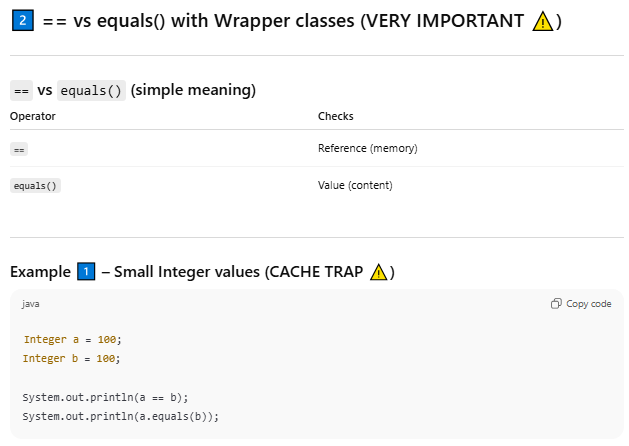 2 == vs equals() with Wrapper classes (VERY IMPORTANT ⚠️)
== vs equals() (simple meaning)
Operator Checks
== Reference (memory)
equals() Value (content)
Example 1 – Small Integer values (CACHE TRAP ⚠️)
java Copy code
Integer a = 100;
Integer b = 100;
System.out.println(a == b);
System.out.println(a.equals(b));